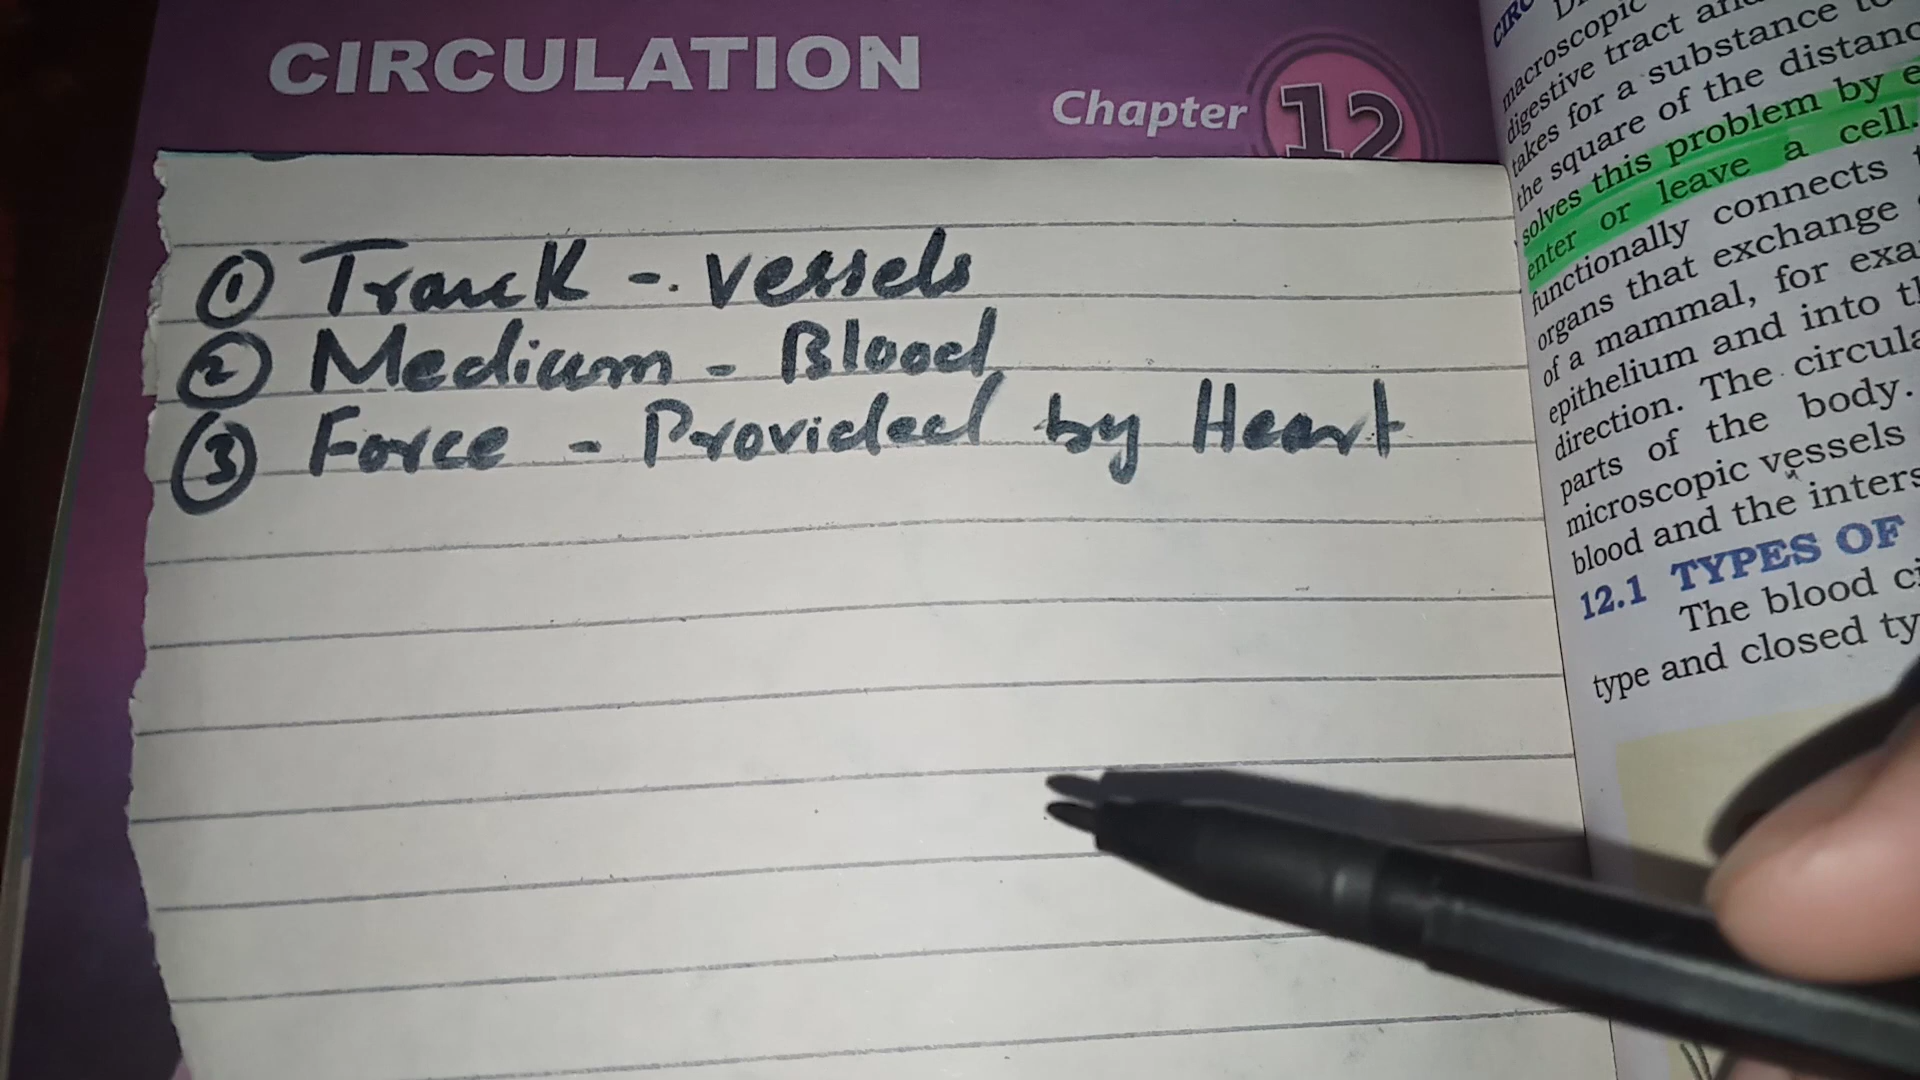 CIRCULATION
Chapter 12
① Trauck - vessels
② Medium - Blood
③ Force - Provided by Heart
macroscopic
digestive tract and
takes for a substance to
the square of the distanc
solves this problem by e
enter or leave a cell.
functionally connects t
organs that exchange
of a mammal, for exa
epithelium and into th
direction. The circula
parts of the body.
microscopic vessels
blood and the inters
12.1 TYPES OF
The blood ci
type and closed ty